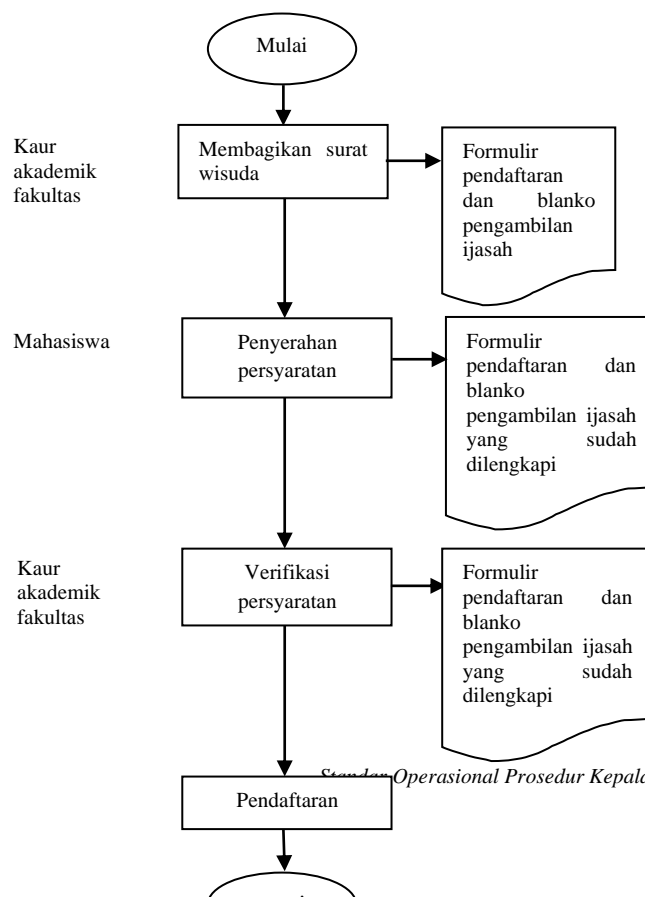 Mulai
Kaur
akademik
fakultas
Membagikan surat
wisuda
Formulir
pendaftaran
dan blanko
pengambilan
ijasah
Mahasiswa
Penyerahan
persyaratan
Formulir
pendaftaran dan
blanko
pengambilan ijasah
yang sudah
dilengkapi
Kaur
akademik
fakultas
Verifikasi
persyaratan
Formulir
pendaftaran dan
blanko
pengambilan ijasah
yang sudah
dilengkapi
Standar Operasional Prosedur Kepala
Pendaftaran